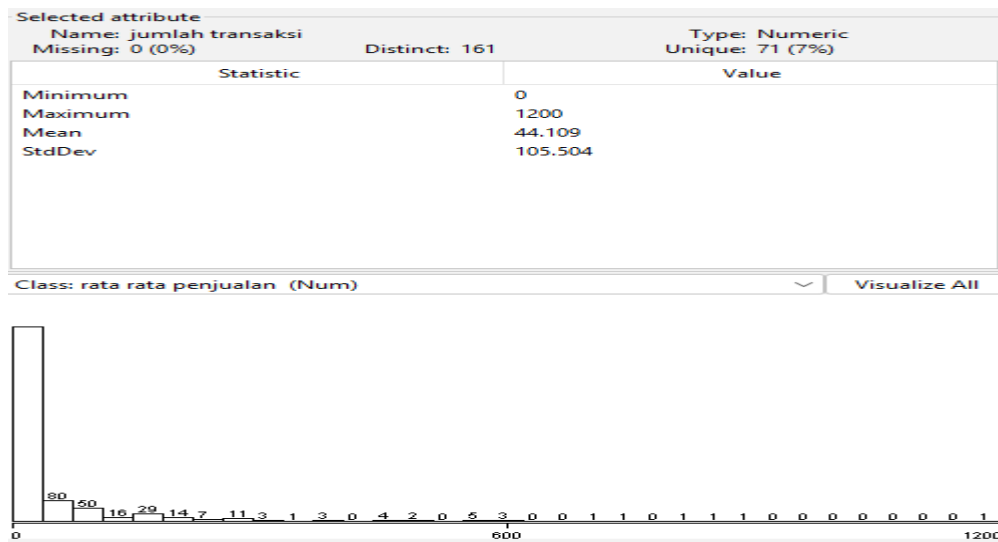 Selected attribute
Name: jumlah transaksi Type: Numeric
Missing: 0 (0%) Distinct: 161 Unique: 71 (7%)
Statistic Value
Minimum 0
Maximum 1200
Mean 44.109
StdDev 105.504
Class: rata rata penjualan (Num) Visualize All
80 50 16 29 14 7 11 3 1 3 0 4 2 0 5 3 0 0 1 1 0 1 1 1 0 0 0 0 0 0 0 1
0 600 1200